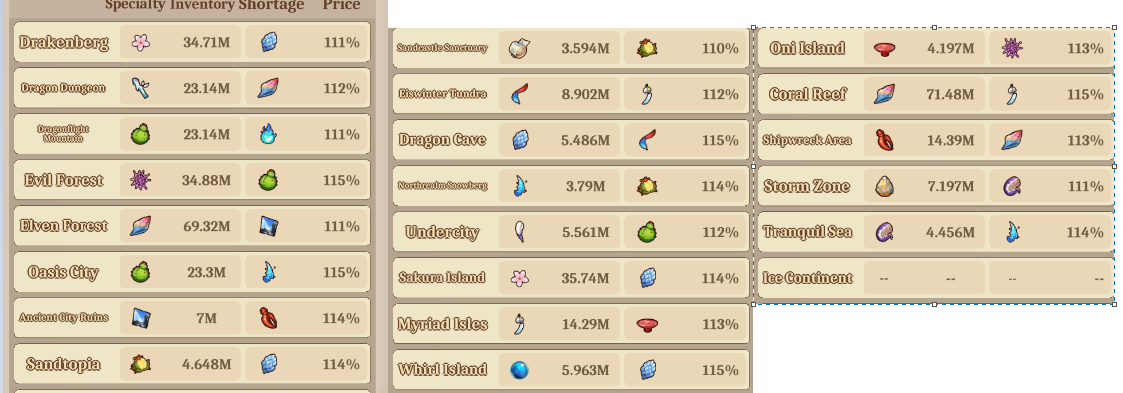 Specialty Inventory Shortage Price
Drakenberg 34.71M 111%
Dragon Dungeon 23.14M 112%
Dragonflight
Mountain 23.14M 111%
Evil Forest 34.88M 115%
Elven Forest 69.32M 111%
Oasis City 23.3M 115%
Ancient City Ruins 7M 114%
Sandtopia 4.648M 114%
Sandcastle Sanctuary 3.594M 110%
Eiswinter Tundra 8.902M 112%
Dragon Cave 5.486M 115%
Northrealm Snowberg 3.79M 114%
Undercity 5.561M 112%
Sakura Island 35.74M 114%
Myriad Isles 14.29M 113%
Whirl Island 5.963M 115%
Oni Island 4.197M 113%
Coral Reef 71.48M 115%
Shipwreck Area 14.39M 113%
Storm Zone 7.197M 111%
Tranquil Sea 4.456M 114%
Ice Continent -- -- -- --